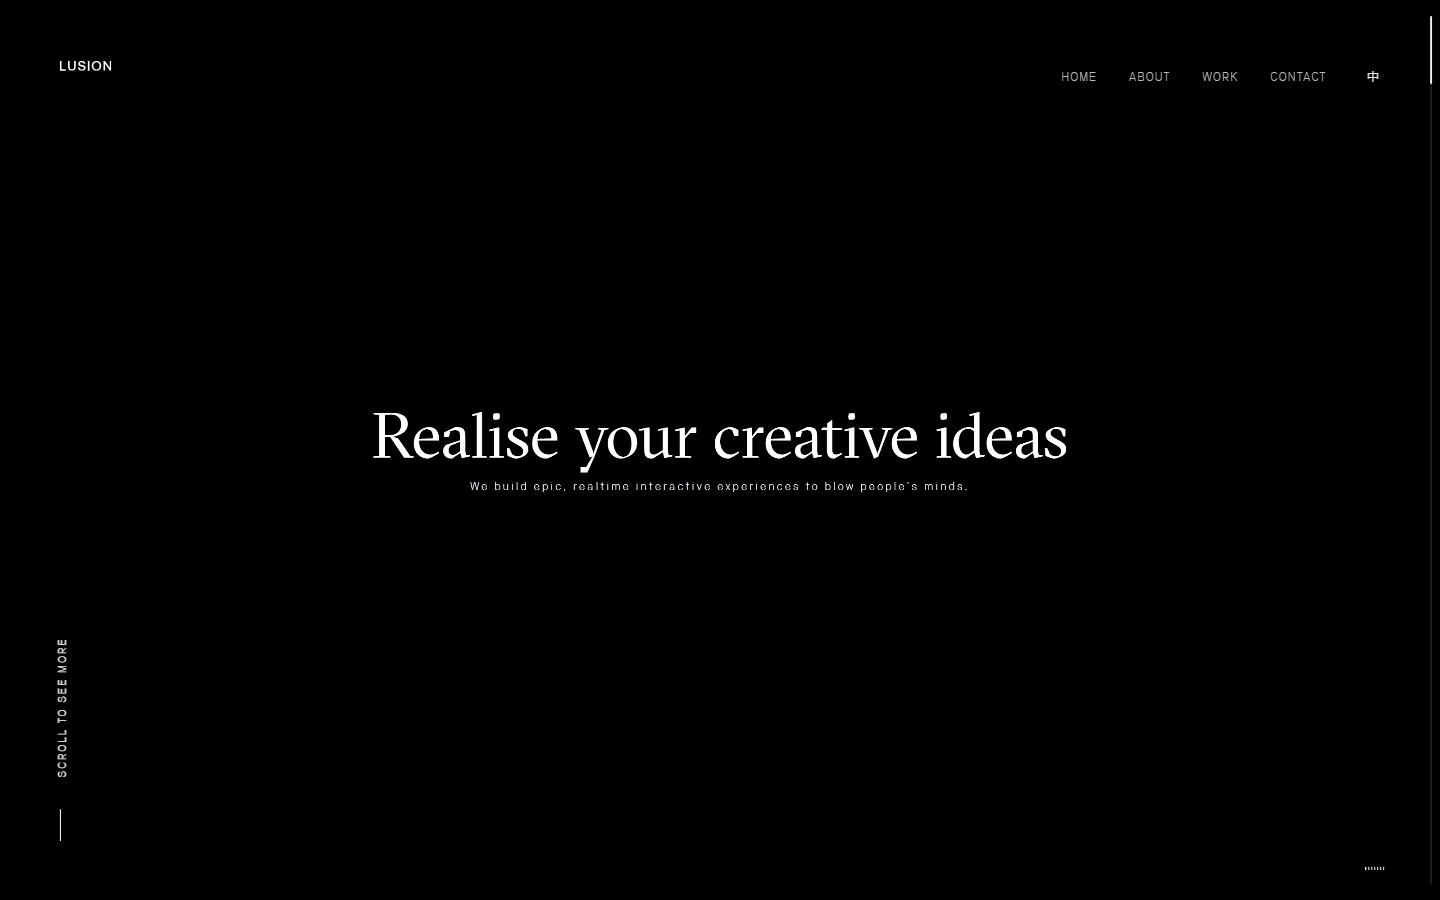 LUSION
HOME ABOUT WORK CONTACT 中
Realise your creative ideas
We build epic, realtime interactive experiences to blow people's minds.
SCROLL TO SEE MORE